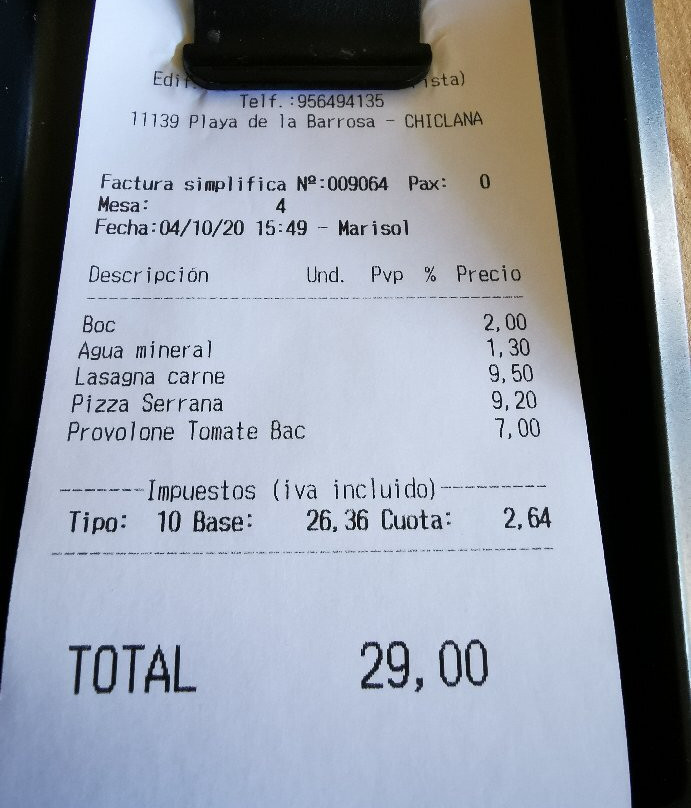 ista)
Telf.:956494135
11139 Playa de la Barrosa - CHICLANA
Factura simplifica Nº:009064 Pax: 0
Mesa: 4
Fecha:04/10/20 15:49 - Marisol
Descripción Und. Pvp % Precio
Boc 2,00
Agua mineral 1,30
Lasagna carne 9,50
Pizza Serrana 9,20
Provolone Tomate Bac 7,00
Impuestos (iva incluido)
Tipo: 10 Base: 26,36 Cuota: 2,64
TOTAL 29,00